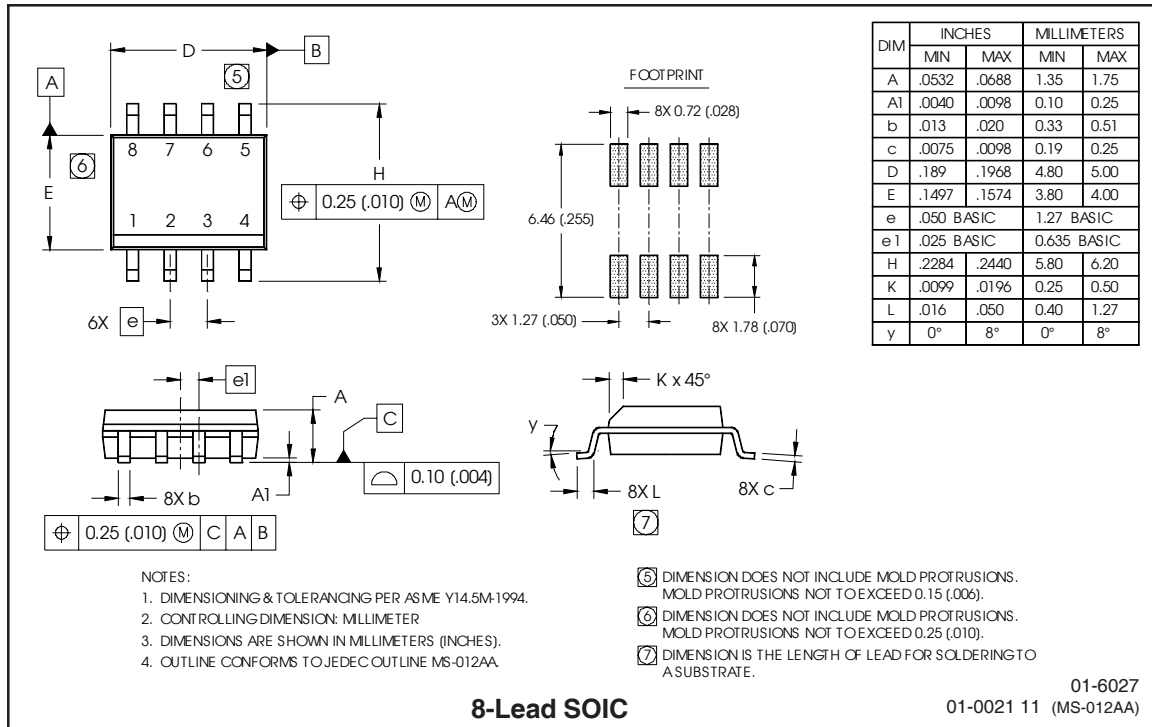 D
B
5
A
8 7 6 5
6
E
H
⌖ 0.25 (.010) Ⓜ AⓂ
1 2 3 4
6X e
FOOTPRINT
8X 0.72 (.028)
6.46 (.255)
3X 1.27 (.050)
8X 1.78 (.070)
DIM INCHES MILLIMETERS
MIN MAX MIN MAX
A .0532 .0688 1.35 1.75
A1 .0040 .0098 0.10 0.25
b .013 .020 0.33 0.51
c .0075 .0098 0.19 0.25
D .189 .1968 4.80 5.00
E .1497 .1574 3.80 4.00
e .050 BASIC 1.27 BASIC
e1 .025 BASIC 0.635 BASIC
H .2284 .2440 5.80 6.20
K .0099 .0196 0.25 0.50
L .016 .050 0.40 1.27
y 0° 8° 0° 8°
e1
A
C
0.10 (.004)
8X b
A1
⌖ 0.25 (.010) Ⓜ C A B
K x 45°
y
8X L
7
8X c
NOTES:
1. DIMENSIONING & TOLERANCING PER ASME Y14.5M-1994.
2. CONTROLLING DIMENSION: MILLIMETER
3. DIMENSIONS ARE SHOWN IN MILLIMETERS (INCHES).
4. OUTLINE CONFORMS TO JEDEC OUTLINE MS-012AA.
5 DIMENSION DOES NOT INCLUDE MOLD PROTRUSIONS.
MOLD PROTRUSIONS NOT TO EXCEED 0.15 (.006).
6 DIMENSION DOES NOT INCLUDE MOLD PROTRUSIONS.
MOLD PROTRUSIONS NOT TO EXCEED 0.25 (.010).
7 DIMENSION IS THE LENGTH OF LEAD FOR SOLDERING TO
A SUBSTRATE.
8-Lead SOIC
01-6027
01-0021 11 (MS-012AA)